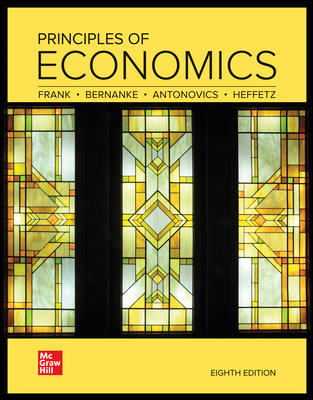 PRINCIPLES OF
ECONOMICS
FRANK • BERNANKE • ANTONOVICS • HEFFETZ
Mc
Graw
Hill
EIGHTH EDITION